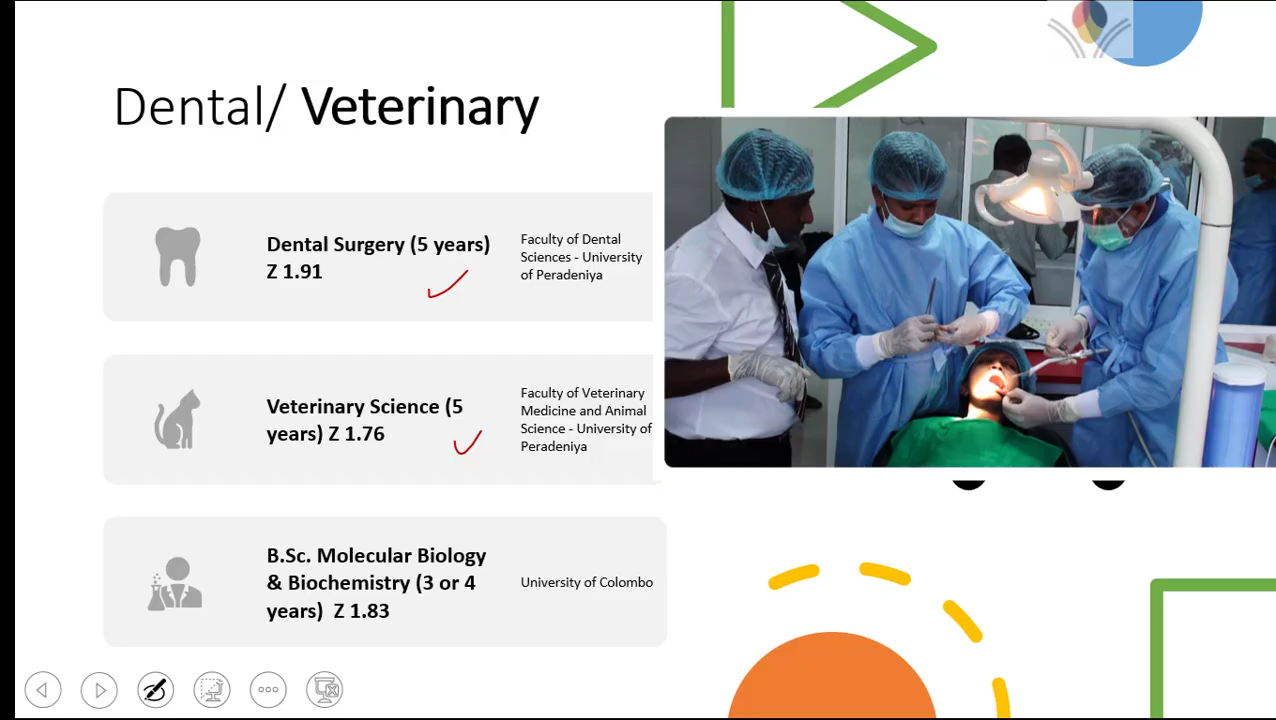 Dental/ Veterinary
Dental Surgery (5 years)
Z 1.91
Faculty of Dental
Sciences - University
of Peradeniya
Veterinary Science (5
years) Z 1.76
Faculty of Veterinary
Medicine and Animal
Science - University of
Peradeniya
B.Sc. Molecular Biology
& Biochemistry (3 or 4
years)  Z 1.83
University of Colombo